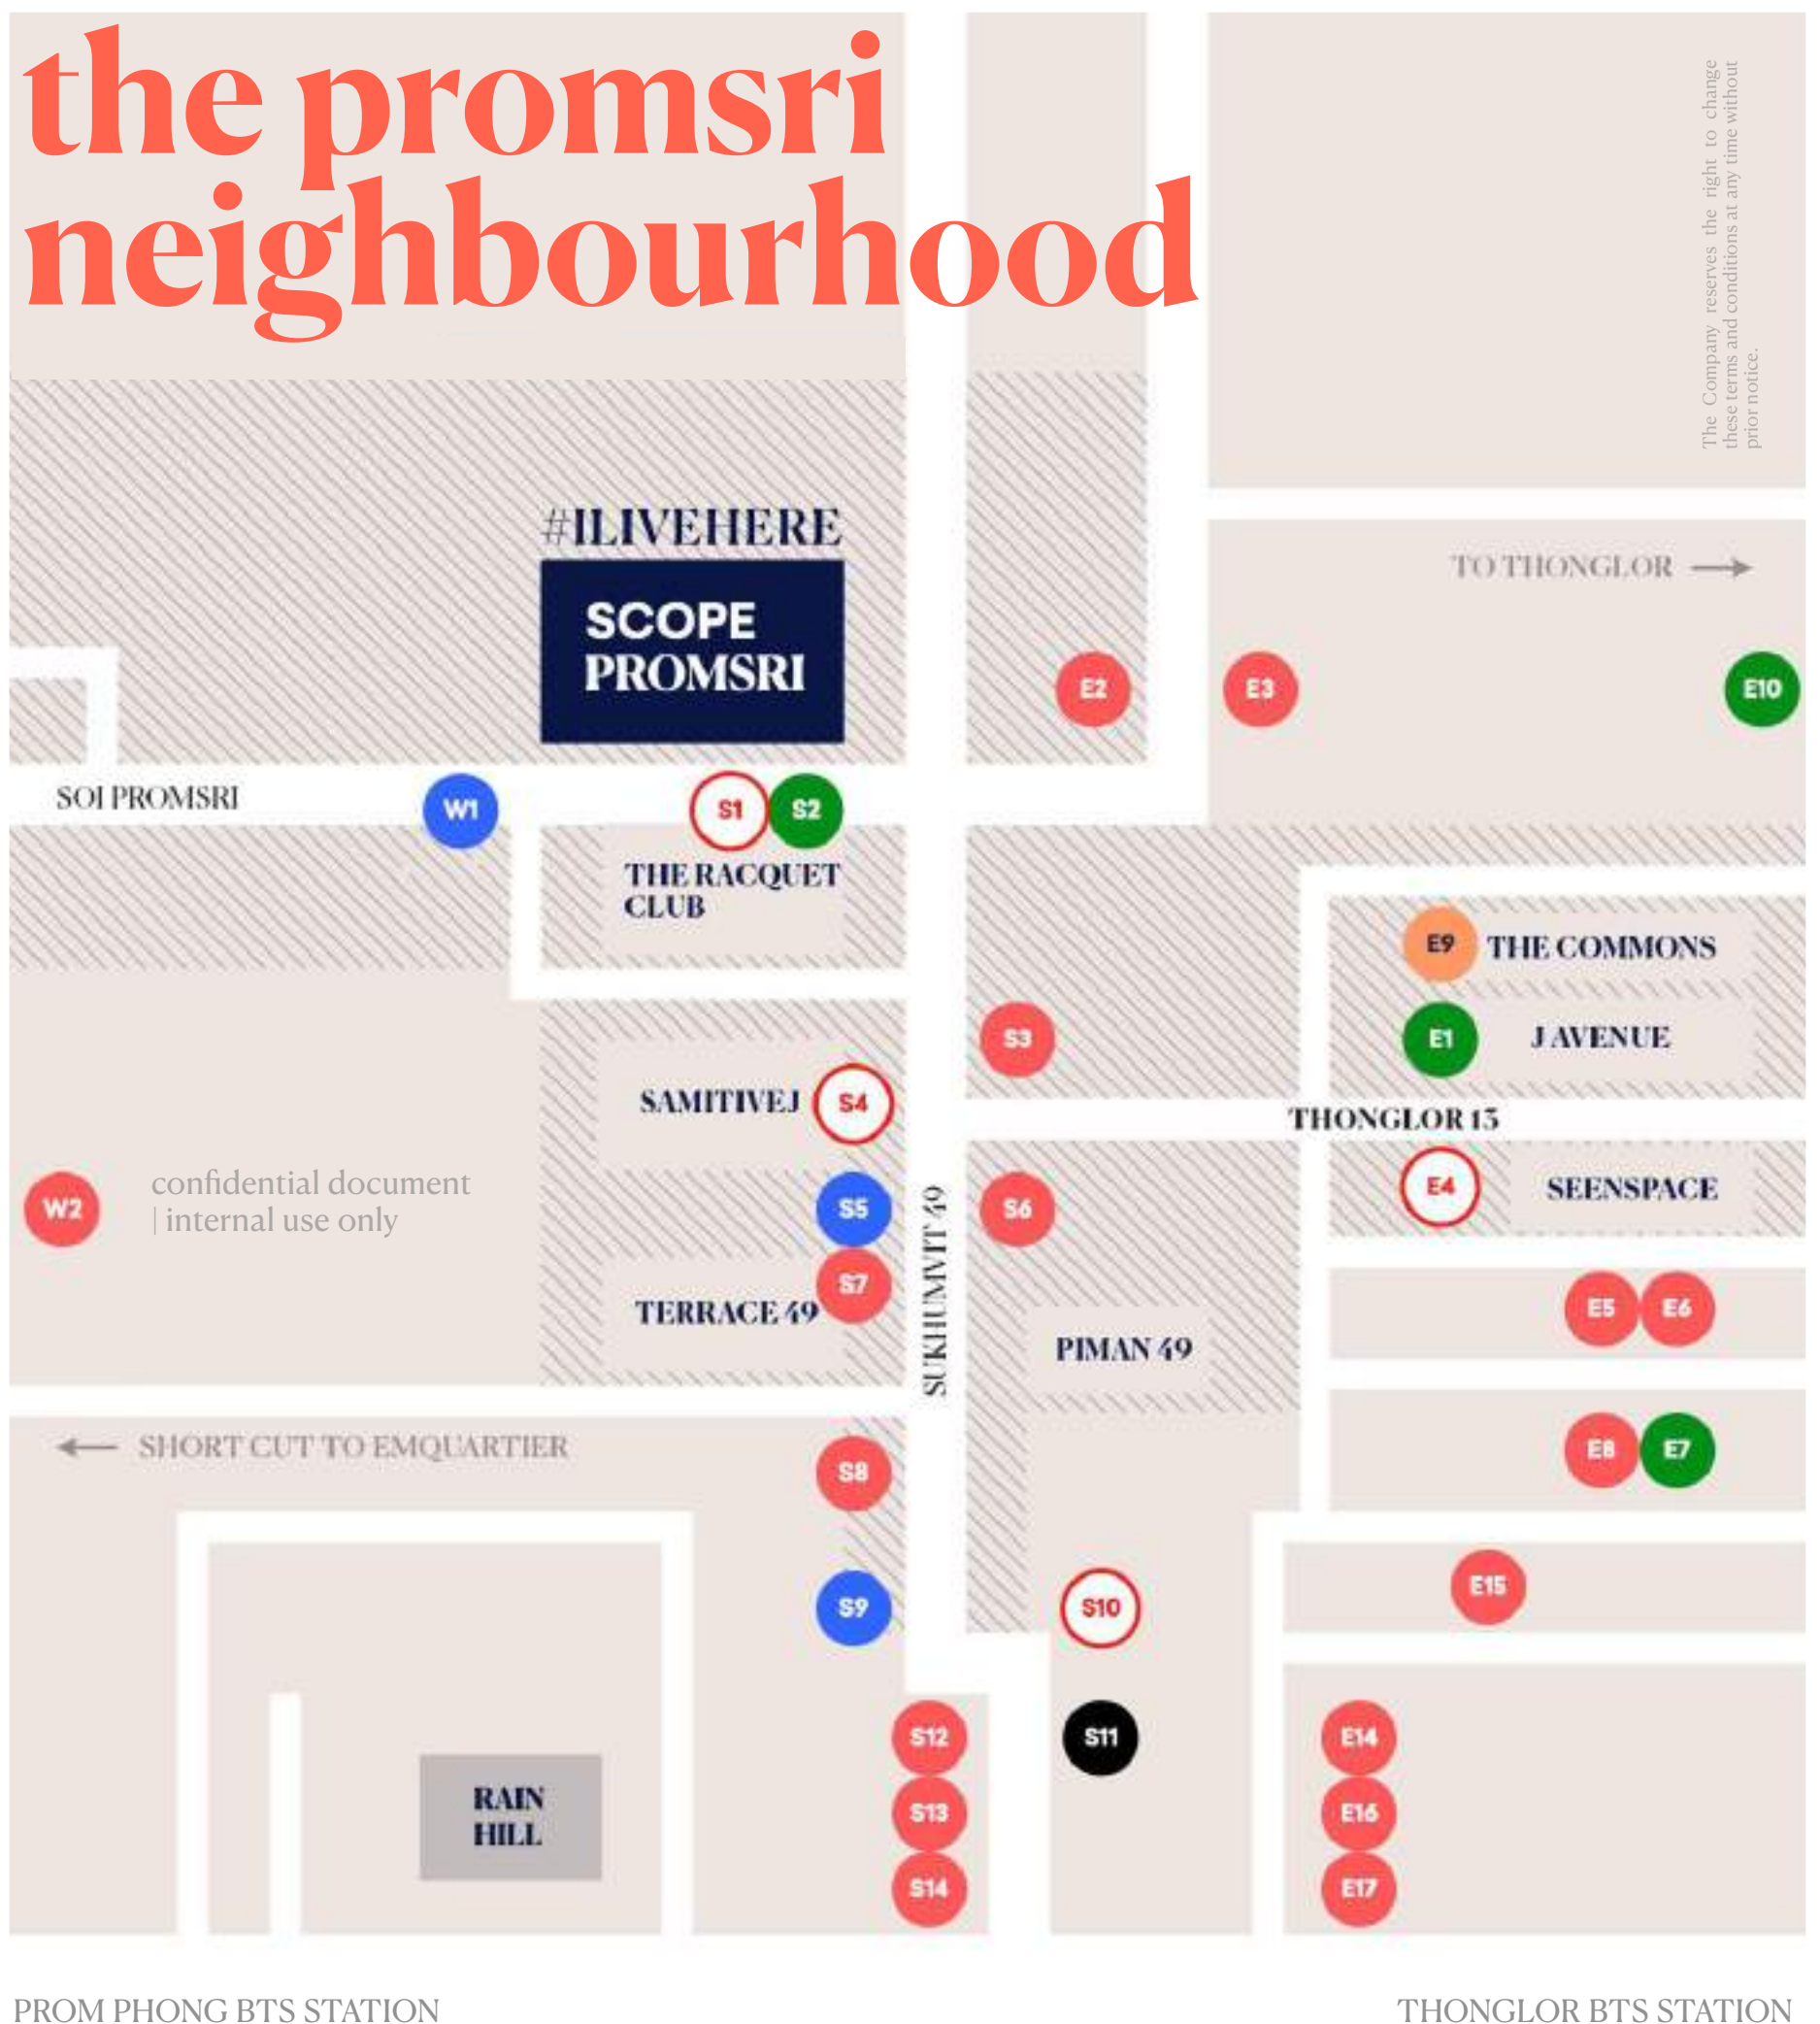 the promsri
neighbourhood
The Company reserves the right to change
these terms and conditions at any time without
prior notice.
#ILIVEHERE
SCOPE
PROMSRI
TO THONGLOR
E2
E3
E10
SOI PROMSRI
W1
S1
S2
THE RACQUET
CLUB
E9
THE COMMONS
S3
E1
J AVENUE
SAMITIVEJ
S4
THONGLOR 13
W2
confidential document
| internal use only
S5
SUKHUMVIT 49
S6
E4
SEENSPACE
S7
TERRACE 49
PIMAN 49
E5
E6
SHORT CUT TO EMQUARTIER
S8
E8
E7
S9
S10
E15
S12
S11
E14
RAIN
HILL
S13
E16
S14
E17
PROM PHONG BTS STATION
THONGLOR BTS STATION